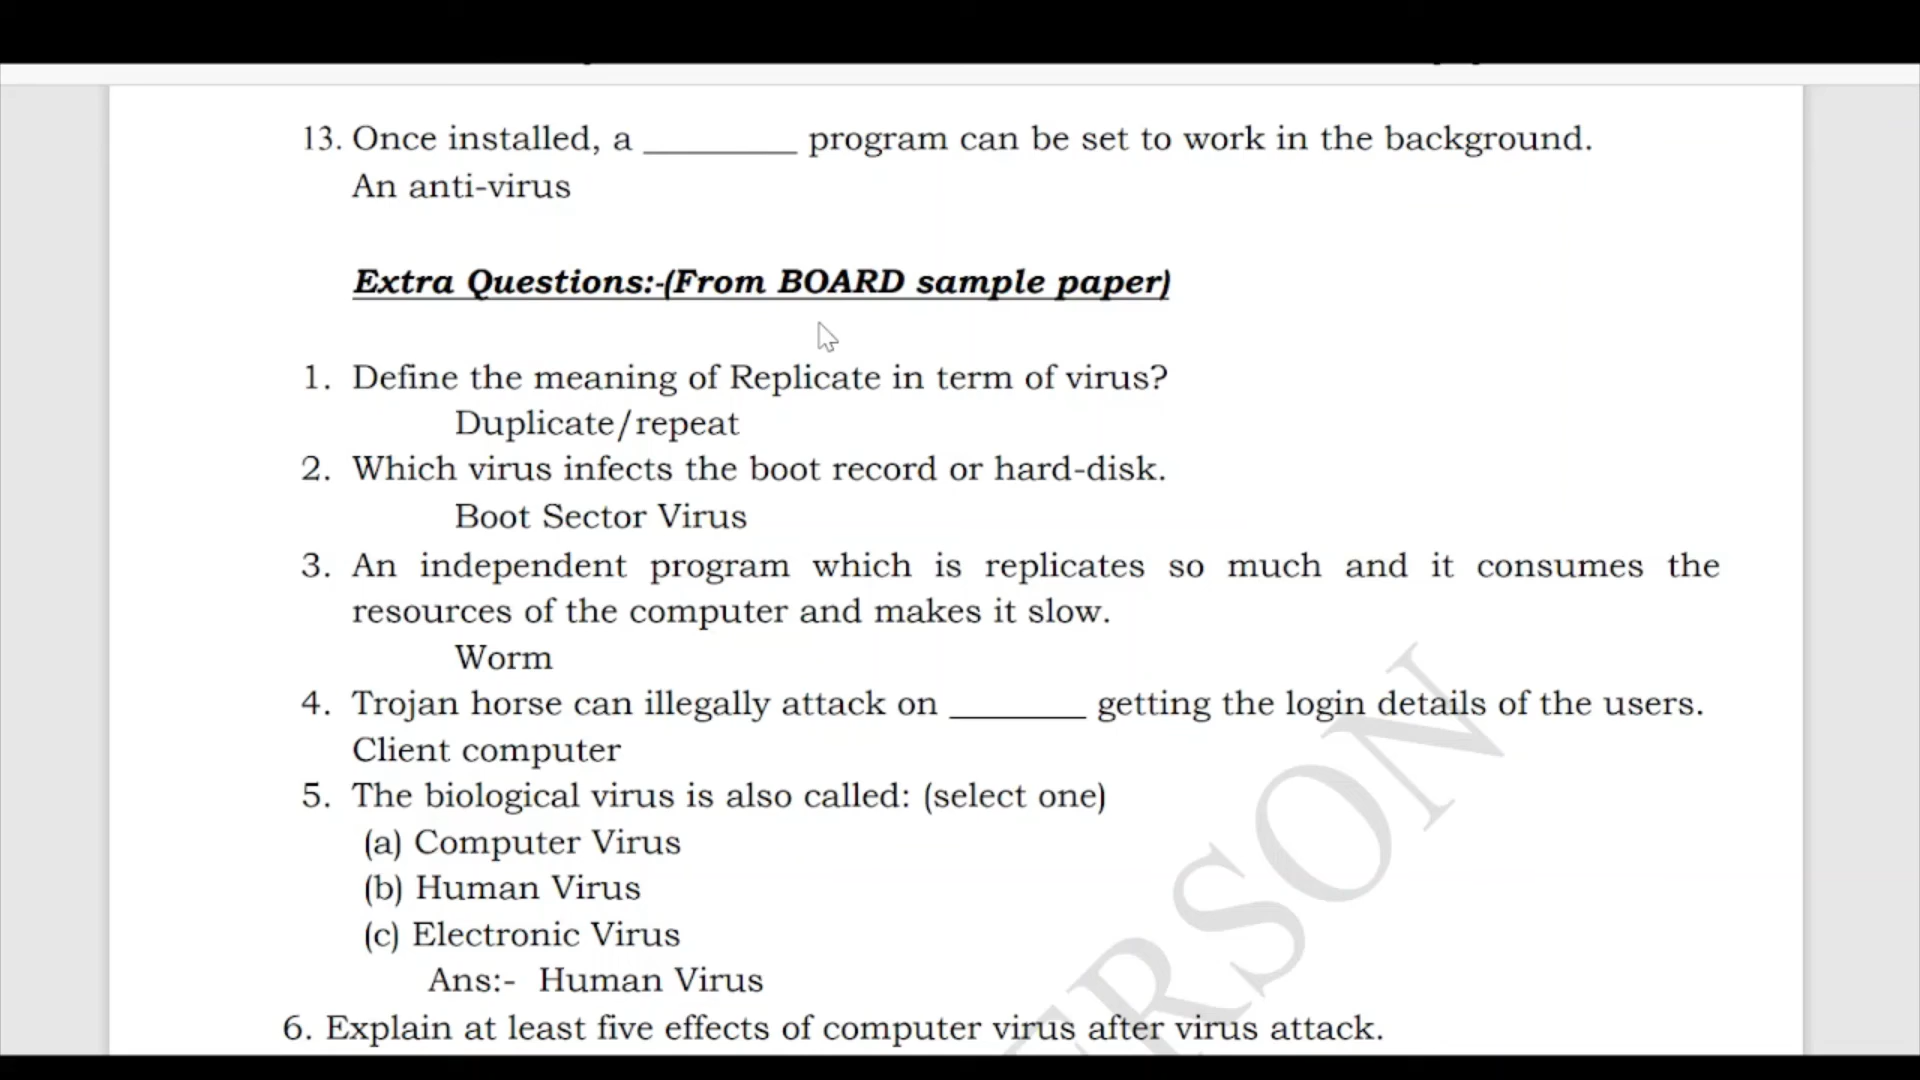 13. Once installed, a _________ program can be set to work in the background.
An anti-virus
Extra Questions:-(From BOARD sample paper)
1. Define the meaning of Replicate in term of virus?
Duplicate/repeat
2. Which virus infects the boot record or hard-disk.
Boot Sector Virus
3. An independent program which is replicates so much and it consumes the
resources of the computer and makes it slow.
Worm
4. Trojan horse can illegally attack on ________ getting the login details of the users.
Client computer
5. The biological virus is also called: (select one)
(a) Computer Virus
(b) Human Virus
(c) Electronic Virus
Ans:- Human Virus
6. Explain at least five effects of computer virus after virus attack.
ERSON